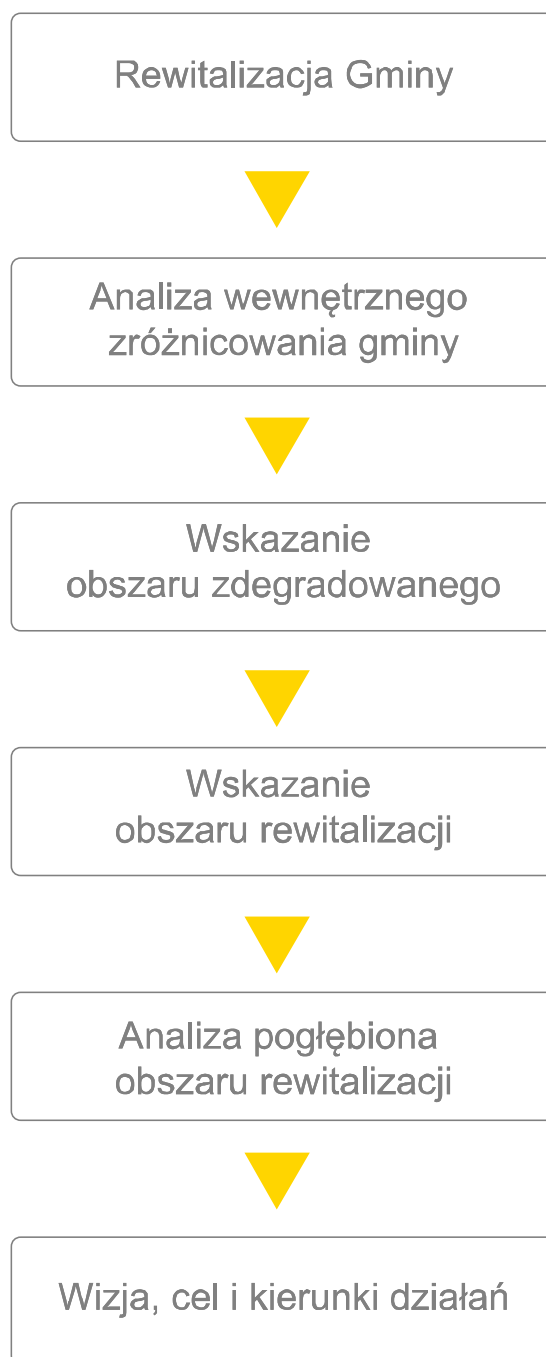 Rewitalizacja Gminy
Analiza wewnętrznego
zróżnicowania gminy
Wskazanie
obszaru zdegradowanego
Wskazanie
obszaru rewitalizacji
Analiza pogłębiona
obszaru rewitalizacji
Wizja, cel i kierunki działań